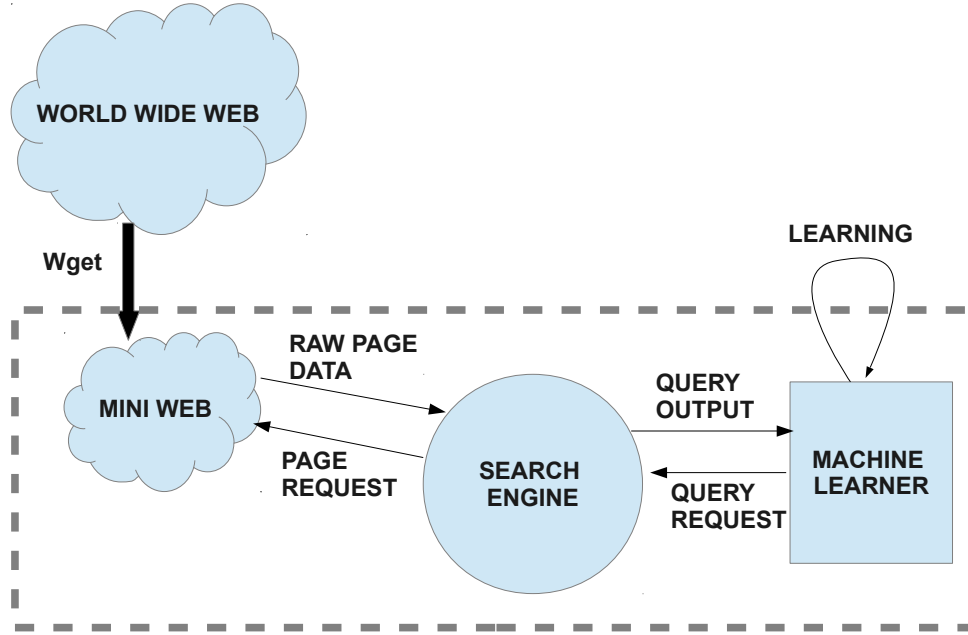 WORLD WIDE WEB
Wget
LEARNING
RAW PAGE
DATA
QUERY
OUTPUT
MINI WEB
PAGE
REQUEST
SEARCH
ENGINE
MACHINE
LEARNER
QUERY
REQUEST